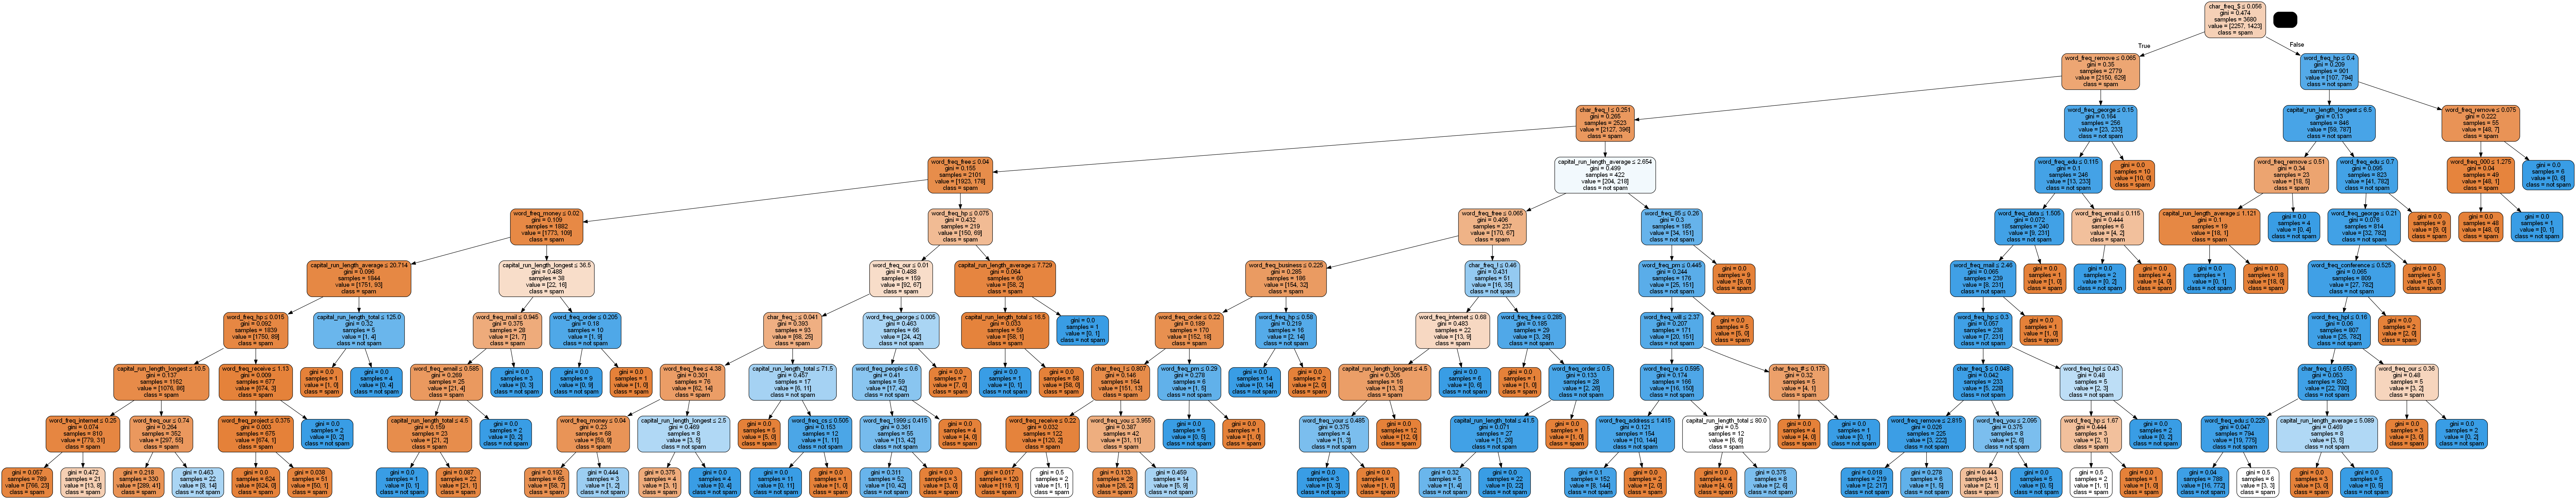 char_freq_$ ≤ 0.056
gini = 0.474
samples = 3680
value = [2257, 1423]
class = spam
True
False
word_freq_remove ≤ 0.065
gini = 0.35
samples = 2779
value = [2150, 629]
class = spam
word_freq_hp ≤ 0.4
gini = 0.209
samples = 901
value = [107, 794]
class = not spam
char_freq_! ≤ 0.251
gini = 0.265
samples = 2523
value = [2127, 396]
class = spam
word_freq_george ≤ 0.15
gini = 0.164
samples = 256
value = [23, 233]
class = not spam
capital_run_length_longest ≤ 6.5
gini = 0.13
samples = 846
value = [59, 787]
class = not spam
word_freq_remove ≤ 0.075
gini = 0.222
samples = 55
value = [48, 7]
class = spam
word_freq_free ≤ 0.04
gini = 0.155
samples = 2101
value = [1923, 178]
class = spam
capital_run_length_average ≤ 2.654
gini = 0.499
samples = 422
value = [204, 218]
class = not spam
word_freq_edu ≤ 0.115
gini = 0.1
samples = 246
value = [13, 233]
class = not spam
gini = 0.0
samples = 10
value = [10, 0]
class = spam
word_freq_remove ≤ 0.51
gini = 0.34
samples = 23
value = [18, 5]
class = spam
word_freq_edu ≤ 0.7
gini = 0.095
samples = 823
value = [41, 782]
class = not spam
word_freq_000 ≤ 1.275
gini = 0.04
samples = 49
value = [48, 1]
class = spam
gini = 0.0
samples = 6
value = [0, 6]
class = not spam
word_freq_money ≤ 0.02
gini = 0.109
samples = 1882
value = [1773, 109]
class = spam
word_freq_hp ≤ 0.075
gini = 0.432
samples = 219
value = [150, 69]
class = spam
word_freq_free ≤ 0.065
gini = 0.406
samples = 237
value = [170, 67]
class = spam
word_freq_85 ≤ 0.26
gini = 0.3
samples = 185
value = [34, 151]
class = not spam
word_freq_data ≤ 1.505
gini = 0.072
samples = 240
value = [9, 231]
class = not spam
word_freq_email ≤ 0.115
gini = 0.444
samples = 6
value = [4, 2]
class = spam
capital_run_length_average ≤ 1.121
gini = 0.1
samples = 19
value = [18, 1]
class = spam
gini = 0.0
samples = 4
value = [0, 4]
class = not spam
word_freq_george ≤ 0.21
gini = 0.076
samples = 814
value = [32, 782]
class = not spam
gini = 0.0
samples = 9
value = [9, 0]
class = spam
gini = 0.0
samples = 48
value = [48, 0]
class = spam
gini = 0.0
samples = 1
value = [0, 1]
class = not spam
capital_run_length_average ≤ 20.714
gini = 0.096
samples = 1844
value = [1751, 93]
class = spam
capital_run_length_longest ≤ 36.5
gini = 0.488
samples = 38
value = [22, 16]
class = spam
word_freq_our ≤ 0.01
gini = 0.488
samples = 159
value = [92, 67]
class = spam
capital_run_length_average ≤ 7.729
gini = 0.064
samples = 60
value = [58, 2]
class = spam
word_freq_business ≤ 0.225
gini = 0.285
samples = 186
value = [154, 32]
class = spam
char_freq_! ≤ 0.46
gini = 0.431
samples = 51
value = [16, 35]
class = not spam
word_freq_pm ≤ 0.445
gini = 0.244
samples = 176
value = [25, 151]
class = not spam
gini = 0.0
samples = 9
value = [9, 0]
class = spam
word_freq_mail ≤ 2.46
gini = 0.065
samples = 239
value = [8, 231]
class = not spam
gini = 0.0
samples = 1
value = [1, 0]
class = spam
gini = 0.0
samples = 2
value = [0, 2]
class = not spam
gini = 0.0
samples = 4
value = [4, 0]
class = spam
gini = 0.0
samples = 1
value = [0, 1]
class = not spam
gini = 0.0
samples = 18
value = [18, 0]
class = spam
word_freq_conference ≤ 0.525
gini = 0.065
samples = 809
value = [27, 782]
class = not spam
gini = 0.0
samples = 5
value = [5, 0]
class = spam
word_freq_hp ≤ 0.015
gini = 0.092
samples = 1839
value = [1750, 89]
class = spam
capital_run_length_total ≤ 125.0
gini = 0.32
samples = 5
value = [1, 4]
class = not spam
word_freq_mail ≤ 0.945
gini = 0.375
samples = 28
value = [21, 7]
class = spam
word_freq_order ≤ 0.205
gini = 0.18
samples = 10
value = [1, 9]
class = not spam
char_freq_; ≤ 0.041
gini = 0.393
samples = 93
value = [68, 25]
class = spam
word_freq_george ≤ 0.005
gini = 0.463
samples = 66
value = [24, 42]
class = not spam
capital_run_length_total ≤ 16.5
gini = 0.033
samples = 59
value = [58, 1]
class = spam
gini = 0.0
samples = 1
value = [0, 1]
class = not spam
word_freq_order ≤ 0.22
gini = 0.189
samples = 170
value = [152, 18]
class = spam
word_freq_hp ≤ 0.58
gini = 0.219
samples = 16
value = [2, 14]
class = not spam
word_freq_internet ≤ 0.68
gini = 0.483
samples = 22
value = [13, 9]
class = spam
word_freq_free ≤ 0.285
gini = 0.185
samples = 29
value = [3, 26]
class = not spam
word_freq_will ≤ 2.37
gini = 0.207
samples = 171
value = [20, 151]
class = not spam
gini = 0.0
samples = 5
value = [5, 0]
class = spam
word_freq_hp ≤ 0.3
gini = 0.057
samples = 238
value = [7, 231]
class = not spam
gini = 0.0
samples = 1
value = [1, 0]
class = spam
word_freq_hpl ≤ 0.16
gini = 0.06
samples = 807
value = [25, 782]
class = not spam
gini = 0.0
samples = 2
value = [2, 0]
class = spam
capital_run_length_longest ≤ 10.5
gini = 0.137
samples = 1162
value = [1076, 86]
class = spam
word_freq_receive ≤ 1.13
gini = 0.009
samples = 677
value = [674, 3]
class = spam
gini = 0.0
samples = 1
value = [1, 0]
class = spam
gini = 0.0
samples = 4
value = [0, 4]
class = not spam
word_freq_email ≤ 0.585
gini = 0.269
samples = 25
value = [21, 4]
class = spam
gini = 0.0
samples = 3
value = [0, 3]
class = not spam
gini = 0.0
samples = 9
value = [0, 9]
class = not spam
gini = 0.0
samples = 1
value = [1, 0]
class = spam
word_freq_free ≤ 4.38
gini = 0.301
samples = 76
value = [62, 14]
class = spam
capital_run_length_total ≤ 71.5
gini = 0.457
samples = 17
value = [6, 11]
class = not spam
word_freq_people ≤ 0.6
gini = 0.41
samples = 59
value = [17, 42]
class = not spam
gini = 0.0
samples = 7
value = [7, 0]
class = spam
gini = 0.0
samples = 1
value = [0, 1]
class = not spam
gini = 0.0
samples = 58
value = [58, 0]
class = spam
char_freq_! ≤ 0.807
gini = 0.146
samples = 164
value = [151, 13]
class = spam
word_freq_pm ≤ 0.29
gini = 0.278
samples = 6
value = [1, 5]
class = not spam
gini = 0.0
samples = 14
value = [0, 14]
class = not spam
gini = 0.0
samples = 2
value = [2, 0]
class = spam
capital_run_length_longest ≤ 4.5
gini = 0.305
samples = 16
value = [13, 3]
class = spam
gini = 0.0
samples = 6
value = [0, 6]
class = not spam
gini = 0.0
samples = 1
value = [1, 0]
class = spam
word_freq_order ≤ 0.5
gini = 0.133
samples = 28
value = [2, 26]
class = not spam
word_freq_re ≤ 0.595
gini = 0.174
samples = 166
value = [16, 150]
class = not spam
char_freq_# ≤ 0.175
gini = 0.32
samples = 5
value = [4, 1]
class = spam
char_freq_$ ≤ 0.048
gini = 0.042
samples = 233
value = [5, 228]
class = not spam
word_freq_hpl ≤ 0.43
gini = 0.48
samples = 5
value = [2, 3]
class = not spam
char_freq_( ≤ 0.653
gini = 0.053
samples = 802
value = [22, 780]
class = not spam
word_freq_our ≤ 0.36
gini = 0.48
samples = 5
value = [3, 2]
class = spam
word_freq_internet ≤ 0.25
gini = 0.074
samples = 810
value = [779, 31]
class = spam
word_freq_our ≤ 0.74
gini = 0.264
samples = 352
value = [297, 55]
class = spam
word_freq_project ≤ 0.375
gini = 0.003
samples = 675
value = [674, 1]
class = spam
gini = 0.0
samples = 2
value = [0, 2]
class = not spam
capital_run_length_total ≤ 4.5
gini = 0.159
samples = 23
value = [21, 2]
class = spam
gini = 0.0
samples = 2
value = [0, 2]
class = not spam
word_freq_money ≤ 0.04
gini = 0.23
samples = 68
value = [59, 9]
class = spam
capital_run_length_longest ≤ 2.5
gini = 0.469
samples = 8
value = [3, 5]
class = not spam
gini = 0.0
samples = 5
value = [5, 0]
class = spam
word_freq_cs ≤ 0.505
gini = 0.153
samples = 12
value = [1, 11]
class = not spam
word_freq_1999 ≤ 0.415
gini = 0.361
samples = 55
value = [13, 42]
class = not spam
gini = 0.0
samples = 4
value = [4, 0]
class = spam
word_freq_receive ≤ 0.22
gini = 0.032
samples = 122
value = [120, 2]
class = spam
word_freq_you ≤ 3.955
gini = 0.387
samples = 42
value = [31, 11]
class = spam
gini = 0.0
samples = 5
value = [0, 5]
class = not spam
gini = 0.0
samples = 1
value = [1, 0]
class = spam
word_freq_your ≤ 0.485
gini = 0.375
samples = 4
value = [1, 3]
class = not spam
gini = 0.0
samples = 12
value = [12, 0]
class = spam
capital_run_length_total ≤ 41.5
gini = 0.071
samples = 27
value = [1, 26]
class = not spam
gini = 0.0
samples = 1
value = [1, 0]
class = spam
word_freq_address ≤ 1.415
gini = 0.121
samples = 154
value = [10, 144]
class = not spam
capital_run_length_total ≤ 80.0
gini = 0.5
samples = 12
value = [6, 6]
class = spam
gini = 0.0
samples = 4
value = [4, 0]
class = spam
gini = 0.0
samples = 1
value = [0, 1]
class = not spam
word_freq_remove ≤ 2.815
gini = 0.026
samples = 225
value = [3, 222]
class = not spam
word_freq_you ≤ 2.095
gini = 0.375
samples = 8
value = [2, 6]
class = not spam
word_freq_hp ≤ 1.67
gini = 0.444
samples = 3
value = [2, 1]
class = spam
gini = 0.0
samples = 2
value = [0, 2]
class = not spam
word_freq_edu ≤ 0.225
gini = 0.047
samples = 794
value = [19, 775]
class = not spam
capital_run_length_average ≤ 5.089
gini = 0.469
samples = 8
value = [3, 5]
class = not spam
gini = 0.0
samples = 3
value = [3, 0]
class = spam
gini = 0.0
samples = 2
value = [0, 2]
class = not spam
gini = 0.057
samples = 789
value = [766, 23]
class = spam
gini = 0.472
samples = 21
value = [13, 8]
class = spam
gini = 0.218
samples = 330
value = [289, 41]
class = spam
gini = 0.463
samples = 22
value = [8, 14]
class = not spam
gini = 0.0
samples = 624
value = [624, 0]
class = spam
gini = 0.038
samples = 51
value = [50, 1]
class = spam
gini = 0.0
samples = 1
value = [0, 1]
class = not spam
gini = 0.087
samples = 22
value = [21, 1]
class = spam
gini = 0.192
samples = 65
value = [58, 7]
class = spam
gini = 0.444
samples = 3
value = [1, 2]
class = not spam
gini = 0.375
samples = 4
value = [3, 1]
class = spam
gini = 0.0
samples = 4
value = [0, 4]
class = not spam
gini = 0.0
samples = 11
value = [0, 11]
class = not spam
gini = 0.0
samples = 1
value = [1, 0]
class = spam
gini = 0.311
samples = 52
value = [10, 42]
class = not spam
gini = 0.0
samples = 3
value = [3, 0]
class = spam
gini = 0.017
samples = 120
value = [119, 1]
class = spam
gini = 0.5
samples = 2
value = [1, 1]
class = spam
gini = 0.133
samples = 28
value = [26, 2]
class = spam
gini = 0.459
samples = 14
value = [5, 9]
class = not spam
gini = 0.0
samples = 3
value = [0, 3]
class = not spam
gini = 0.0
samples = 1
value = [1, 0]
class = spam
gini = 0.32
samples = 5
value = [1, 4]
class = not spam
gini = 0.0
samples = 22
value = [0, 22]
class = not spam
gini = 0.1
samples = 152
value = [8, 144]
class = not spam
gini = 0.0
samples = 2
value = [2, 0]
class = spam
gini = 0.0
samples = 4
value = [4, 0]
class = spam
gini = 0.375
samples = 8
value = [2, 6]
class = not spam
gini = 0.018
samples = 219
value = [2, 217]
class = not spam
gini = 0.278
samples = 6
value = [1, 5]
class = not spam
gini = 0.444
samples = 3
value = [2, 1]
class = spam
gini = 0.0
samples = 5
value = [0, 5]
class = not spam
gini = 0.5
samples = 2
value = [1, 1]
class = spam
gini = 0.0
samples = 1
value = [1, 0]
class = spam
gini = 0.04
samples = 788
value = [16, 772]
class = not spam
gini = 0.5
samples = 6
value = [3, 3]
class = spam
gini = 0.0
samples = 3
value = [3, 0]
class = spam
gini = 0.0
samples = 5
value = [0, 5]
class = not spam